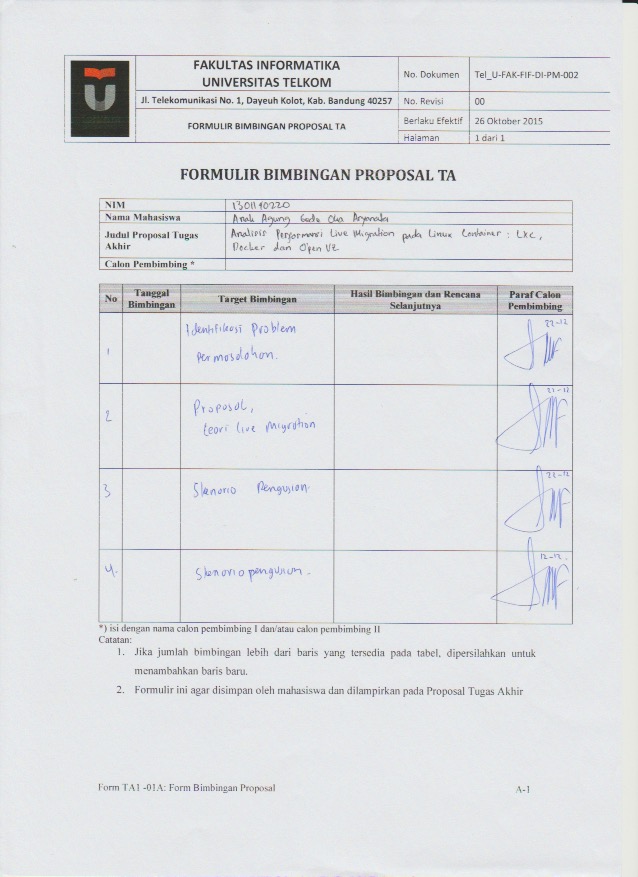 FAKULTAS INFORMATIKA
UNIVERSITAS TELKOM
No. Dokumen Tel_U-FAK-FIF-DI-PM-002
Jl. Telekomunikasi No. 1, Dayeuh Kolot, Kab. Bandung 40257 No. Revisi 00
FORMULIR BIMBINGAN PROPOSAL TA
Berlaku Efektif 26 Oktober 2015
Halaman 1 dari 1
FORMULIR BIMBINGAN PROPOSAL TA
NIM 1301140220
Nama Mahasiswa Anak Agung Gede Oka
Judul Proposal Tugas Akhir
Analisis Performansi Live Migration pada Linux Container : LXC,
Docker dan Open VZ
Calon Pembimbing *
No Tanggal Bimbingan Target Bimbingan Hasil Bimbingan dan Rencana Selanjutnya Paraf Calon Pembimbing
1 Identifikasi Problem 22-12
permasalahan.
2 Proposal, 22-12
teori live migration
3 Skenario Pengujian. 22-12
4. Skenario pengujian. 12-12.
*) isi dengan nama calon pembimbing I dan/atau calon pembimbing II
Catatan:
1. Jika jumlah bimbingan lebih dari baris yang tersedia pada tabel, dipersilahkan untuk
menambahkan baris baru.
2. Formulir ini agar disimpan oleh mahasiswa dan dilampirkan pada Proposal Tugas Akhir
Form TA1 -01A: Form Bimbingan Proposal A-1